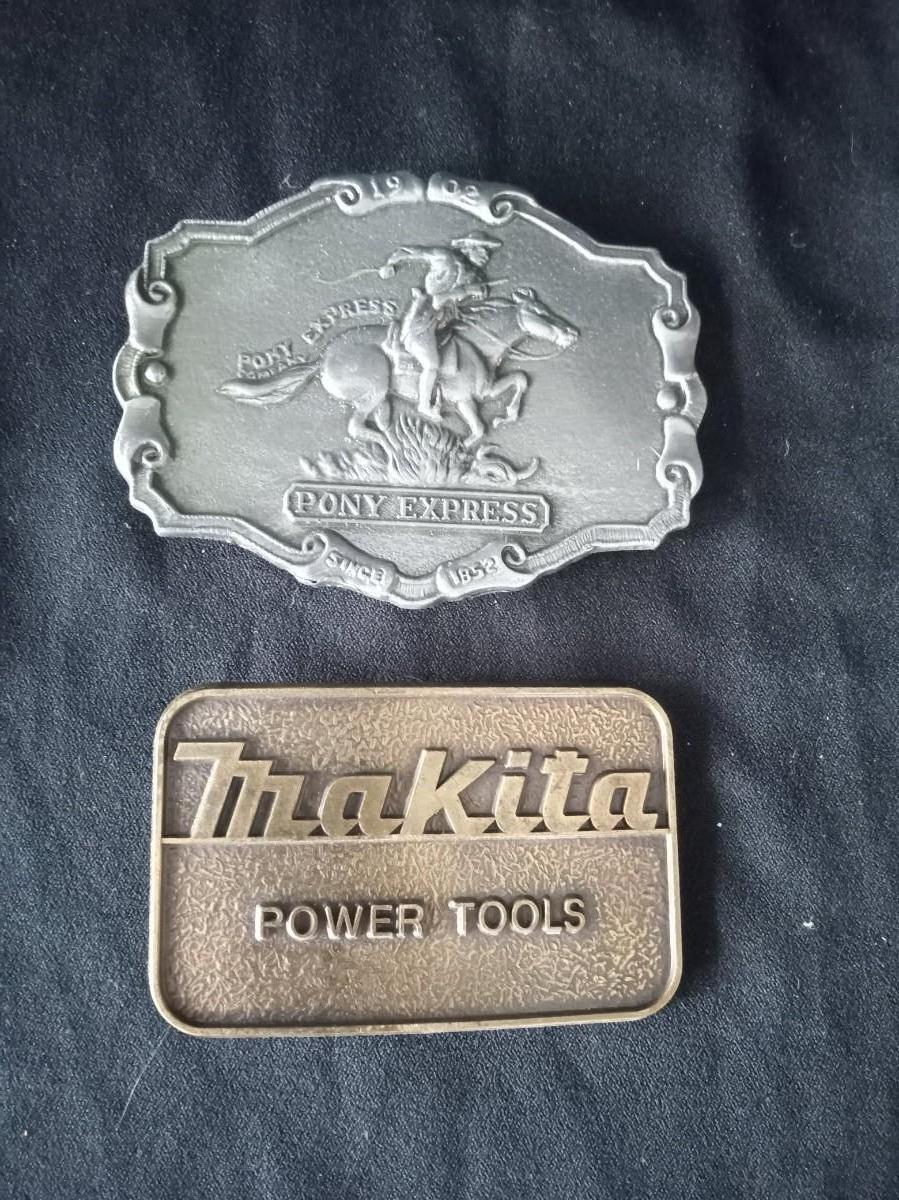 19 02
PONY EXPRESS
PONY EXPRESS
SINCE 1852
Makita
POWER TOOLS